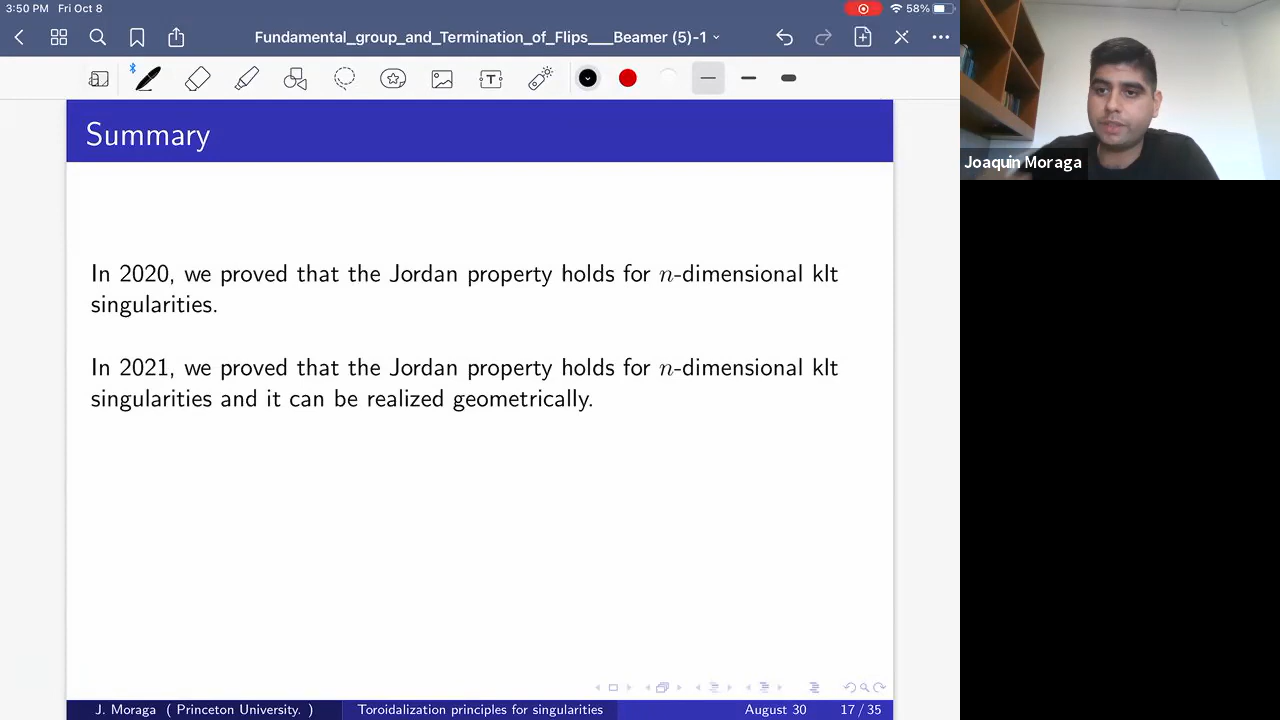 3:50 PM Fri Oct 8
58%
Fundamental_group_and_Termination_of_Flips___Beamer (5)-1
T
Summary
Joaquin Moraga
In 2020, we proved that the Jordan property holds for n-dimensional klt
singularities.
In 2021, we proved that the Jordan property holds for n-dimensional klt
singularities and it can be realized geometrically.
J. Moraga ( Princeton University. )
Toroidalization principles for singularities
August 30
17 / 35